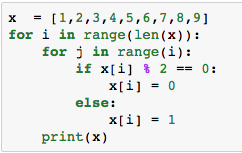 x  = [1,2,3,4,5,6,7,8,9]
for i in range(len(x)):
    for j in range(i):
        if x[i] % 2 == 0:
            x[i] = 0
        else:
            x[i] = 1
    print(x)